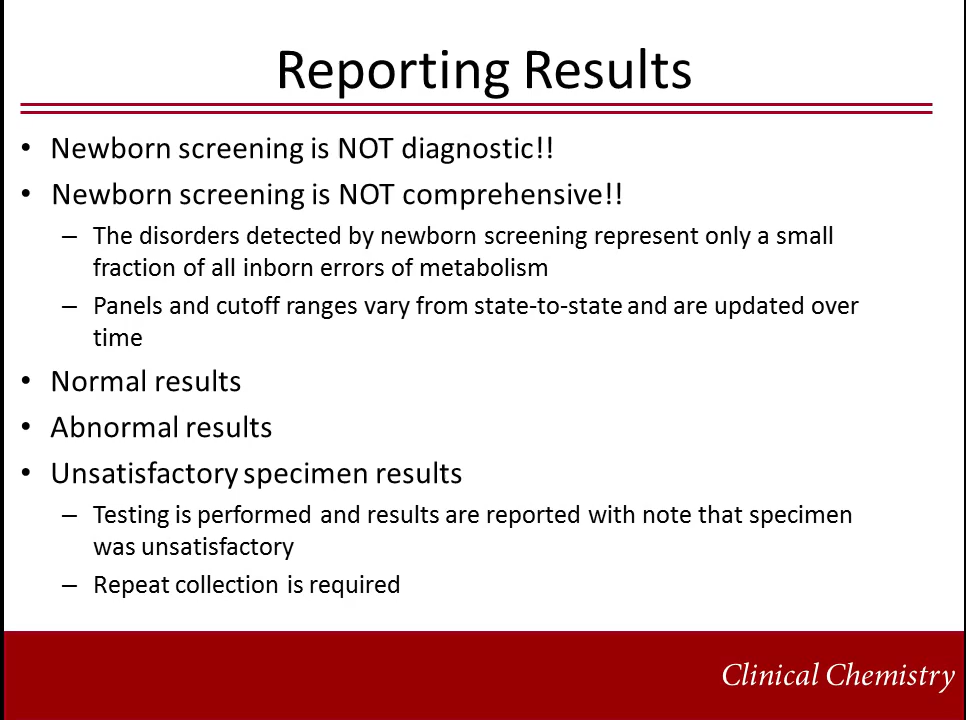 Reporting Results
• Newborn screening is NOT diagnostic!!
• Newborn screening is NOT comprehensive!!
– The disorders detected by newborn screening represent only a small
fraction of all inborn errors of metabolism
– Panels and cutoff ranges vary from state-to-state and are updated over
time
• Normal results
• Abnormal results
• Unsatisfactory specimen results
– Testing is performed and results are reported with note that specimen
was unsatisfactory
– Repeat collection is required
Clinical Chemistry